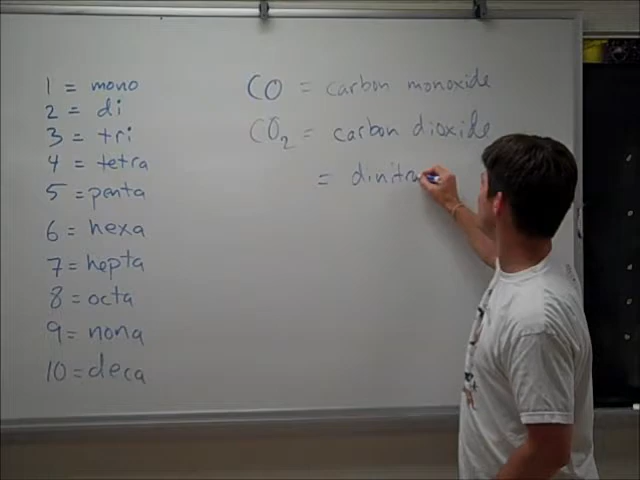 1 = mono
2 = di
3 = tri
4 = tetra
5 = penta
6 = hexa
7 = hepta
8 = octa
9 = nona
10 = deca
CO = carbon monoxide
CO₂ = carbon dioxide
= dinitr